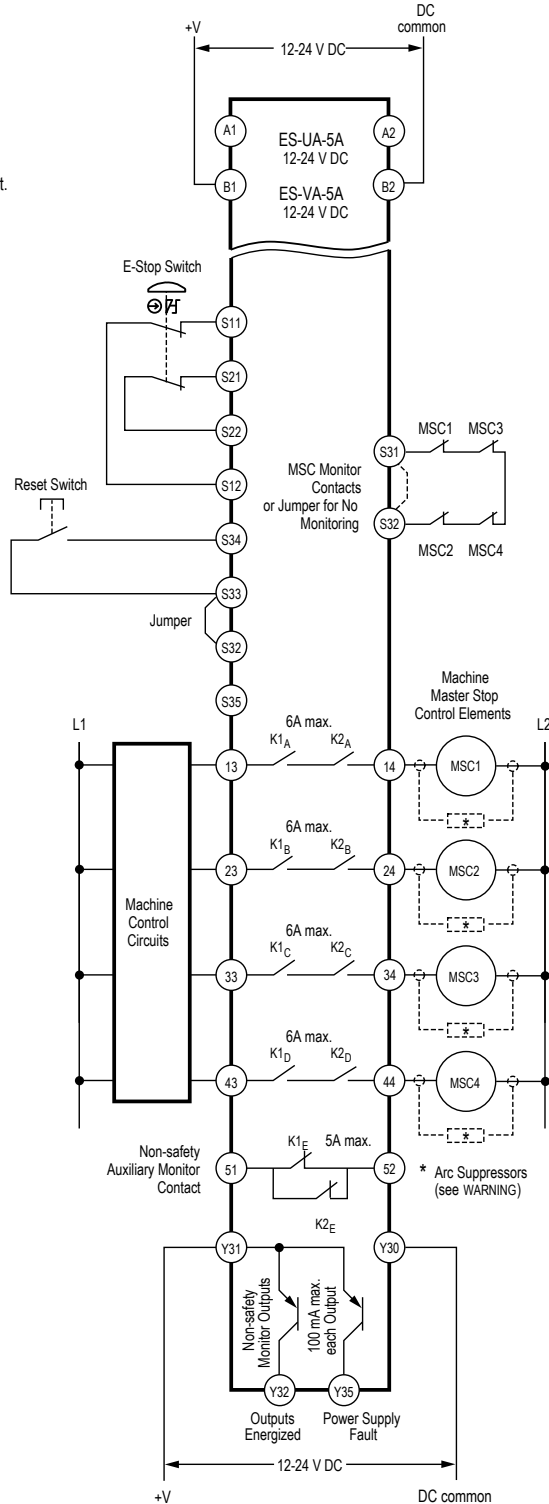 DC
common
+V
12-24 V DC
t.
A1
ES-UA-5A
12-24 V DC
A2
B1
ES-VA-5A
12-24 V DC
B2
E-Stop Switch
S11
S21
S22
S12
S31
MSC1 MSC3
MSC Monitor
Contacts
or Jumper for No
Monitoring
S32
MSC2 MSC4
Reset Switch
S34
S33
Jumper
S32
S35
Machine
Master Stop
Control Elements
L1
L2
6A max.
K1A K2A
13
14
MSC1
*
6A max.
K1B K2B
23
24
MSC2
*
Machine
Control
Circuits
6A max.
K1C K2C
33
34
MSC3
*
6A max.
K1D K2D
43
44
MSC4
*
Non-safety
Auxiliary Monitor
Contact
51
K1E 5A max.
52
K2E
* Arc Suppressors
(see WARNING)
Y31
Y30
Non-safety
Monitor Outputs
100 mA max.
each Output
Y32
Y35
Outputs
Energized
Power Supply
Fault
12-24 V DC
+V
DC common